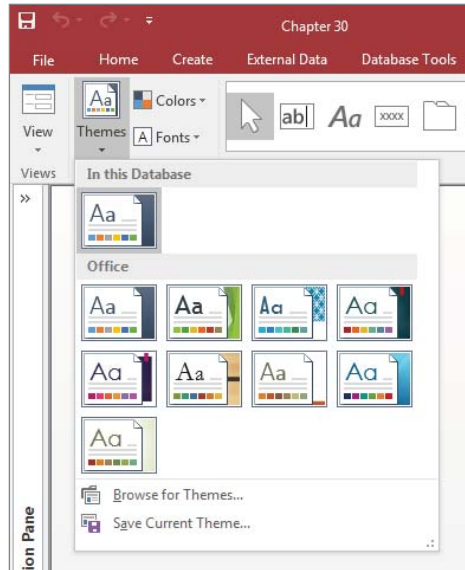 Chapter 30
File Home Create External Data Database Tools
View Themes Colors Fonts
Aa A ab Aa xxxx
Views In this Database
»
Aa
Office
Aa Aa Aa Aa
Aa Aa Aa Aa
Aa
Browse for Themes...
Save Current Theme...
ion Pane